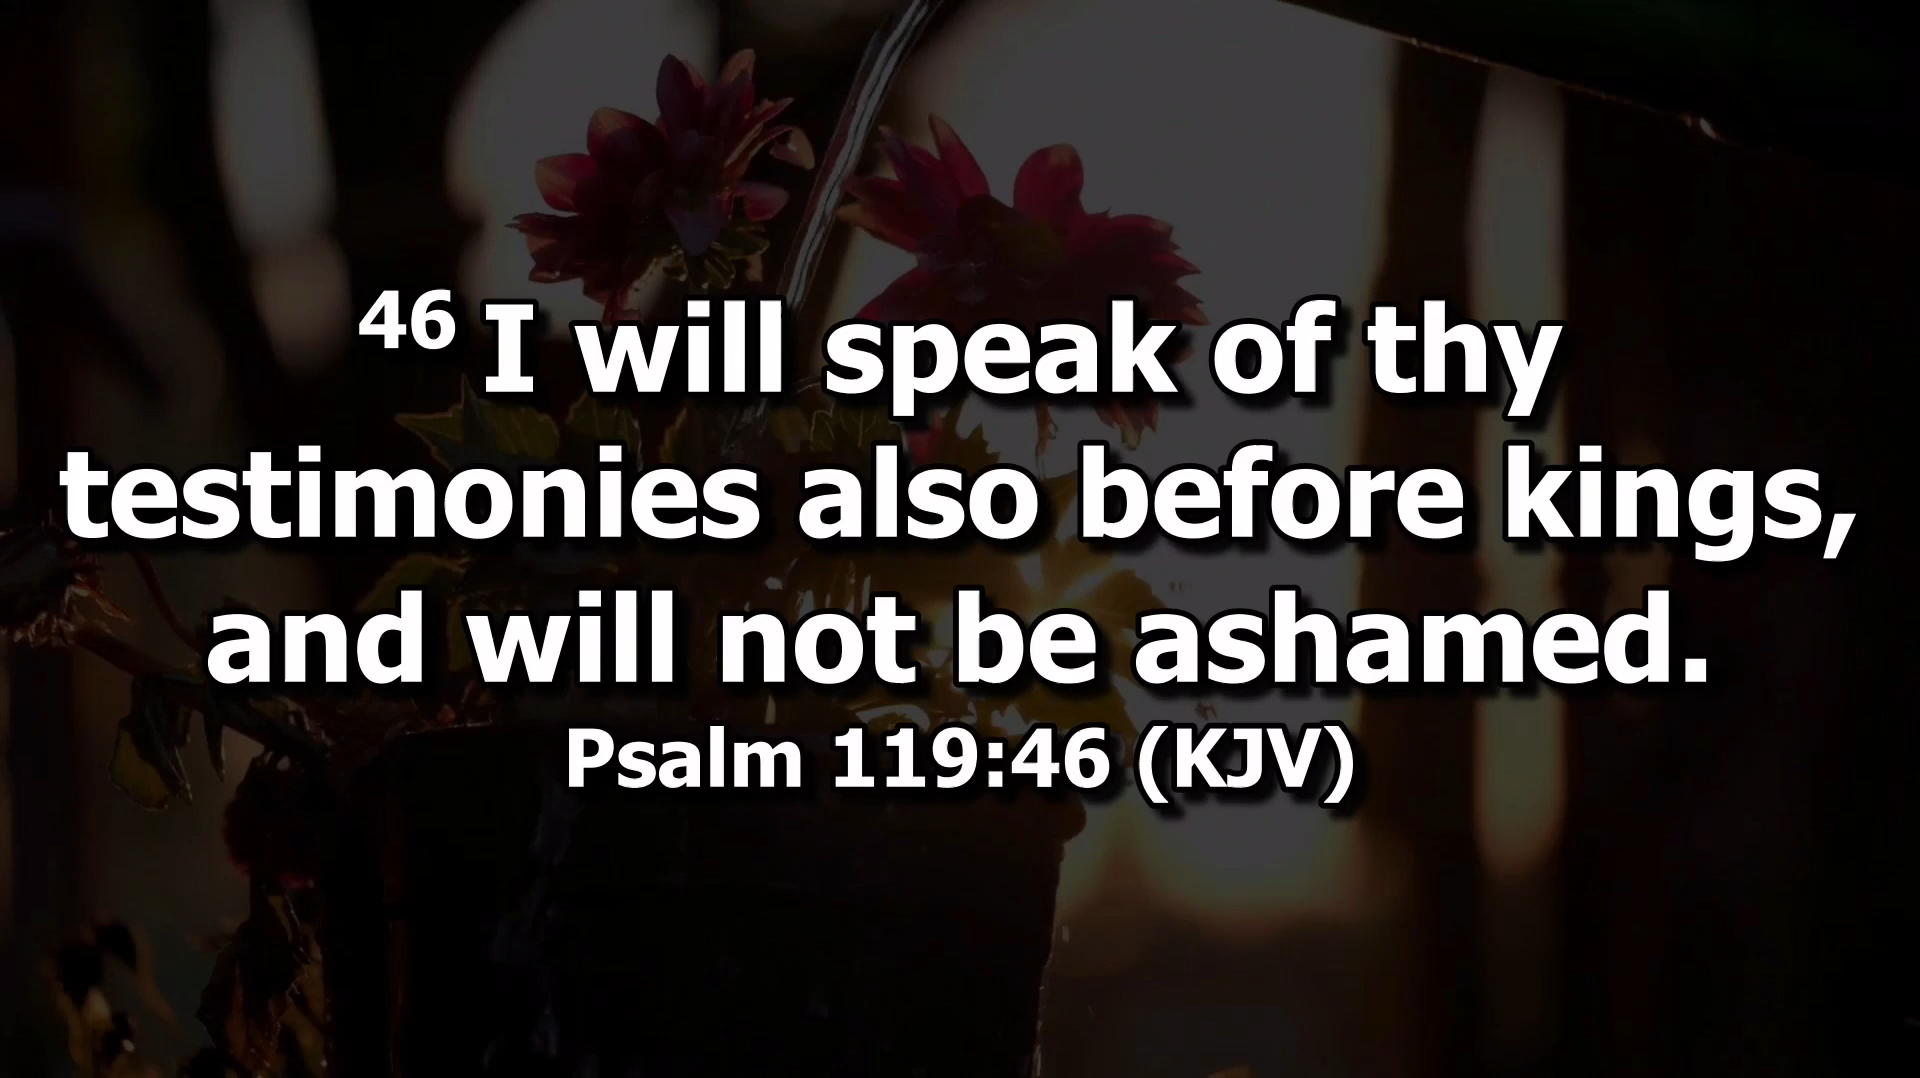 46 I will speak of thy
testimonies also before kings,
and will not be ashamed.
Psalm 119:46 (KJV)